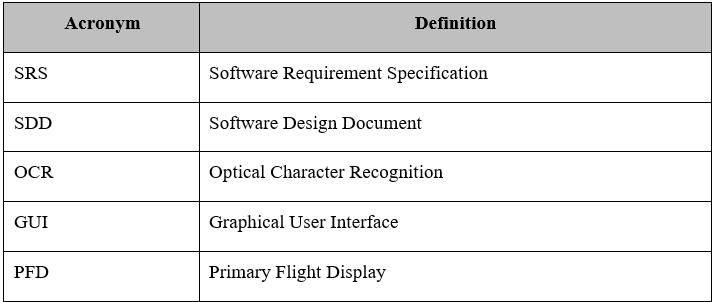 Acronym Definition
SRS Software Requirement Specification
SDD Software Design Document
OCR Optical Character Recognition
GUI Graphical User Interface
PFD Primary Flight Display